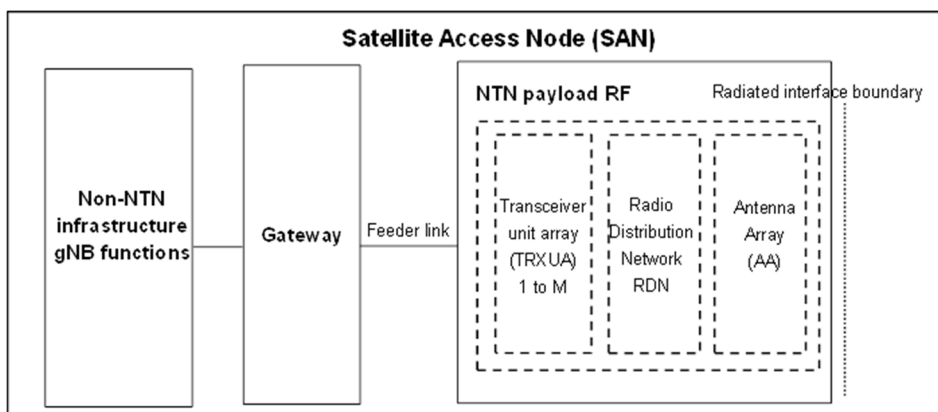 Satellite Access Node (SAN)
NTN payload RF
Radiated interface boundary
Non-NTN
infrastructure
gNB functions
Gateway
Feeder link
Transceiver
unit array
(TRXUA)
1 to M
Radio
Distribution
Network
RDN
Antenna
Array
(AA)